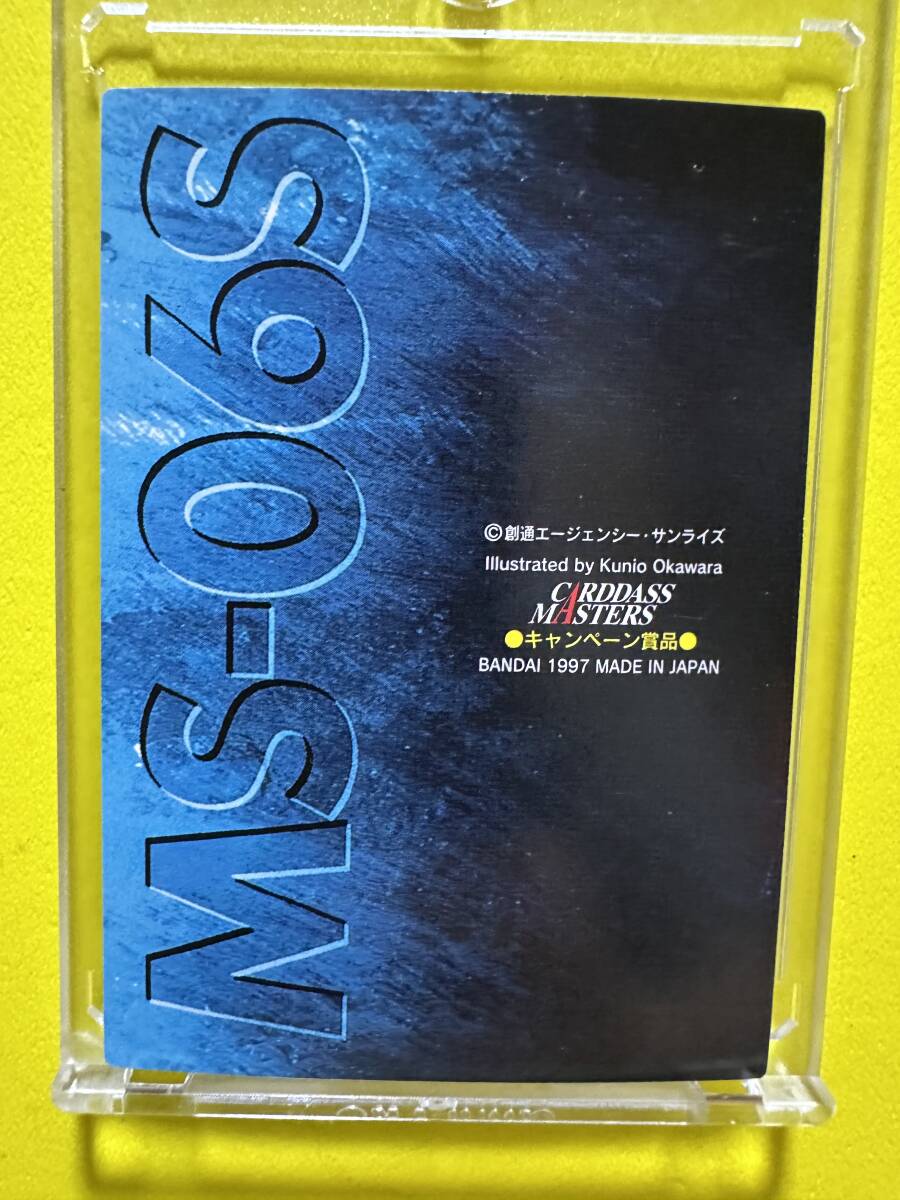 MS-06S
©創通エージェンシー・サンライズ
Illustrated by Kunio Okawara
CARDDASS
MASTERS
●キャンペーン賞品●
BANDAI 1997 MADE IN JAPAN